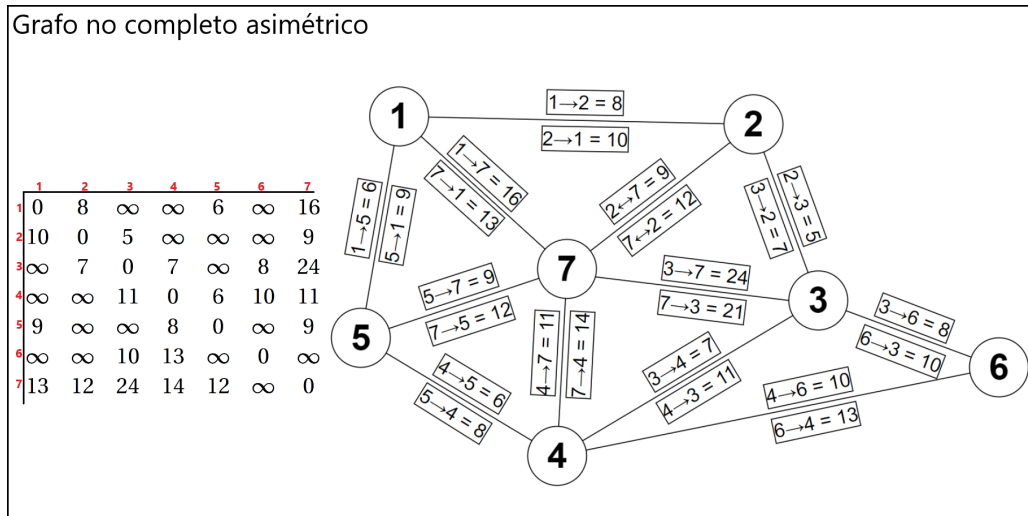 Grafo no completo asimétrico
1 2 3 4 5 6 7
1 0 8 ∞ ∞ 6 ∞ 16
2 10 0 5 ∞ ∞ ∞ 9
3 ∞ 7 0 7 ∞ 8 24
4 ∞ ∞ 11 0 6 10 11
5 9 ∞ ∞ 8 0 ∞ 9
6 ∞ ∞ 10 13 ∞ 0 ∞
7 13 12 24 14 12 ∞ 0
1
2
1→2 = 8
2→1 = 10
1→7 = 16
7→1 = 13
2↔7 = 9
7→2 = 12
2→3 = 5
3→2 = 7
1→5 = 6
5→1 = 9
7
3→7 = 24
7→3 = 21
3
5→7 = 9
7→5 = 12
5
4→7 = 11
7→4 = 14
3→6 = 8
6→3 = 10
6
3→4 = 7
4→3 = 11
4→5 = 6
5→4 = 8
4→6 = 10
6→4 = 13
4